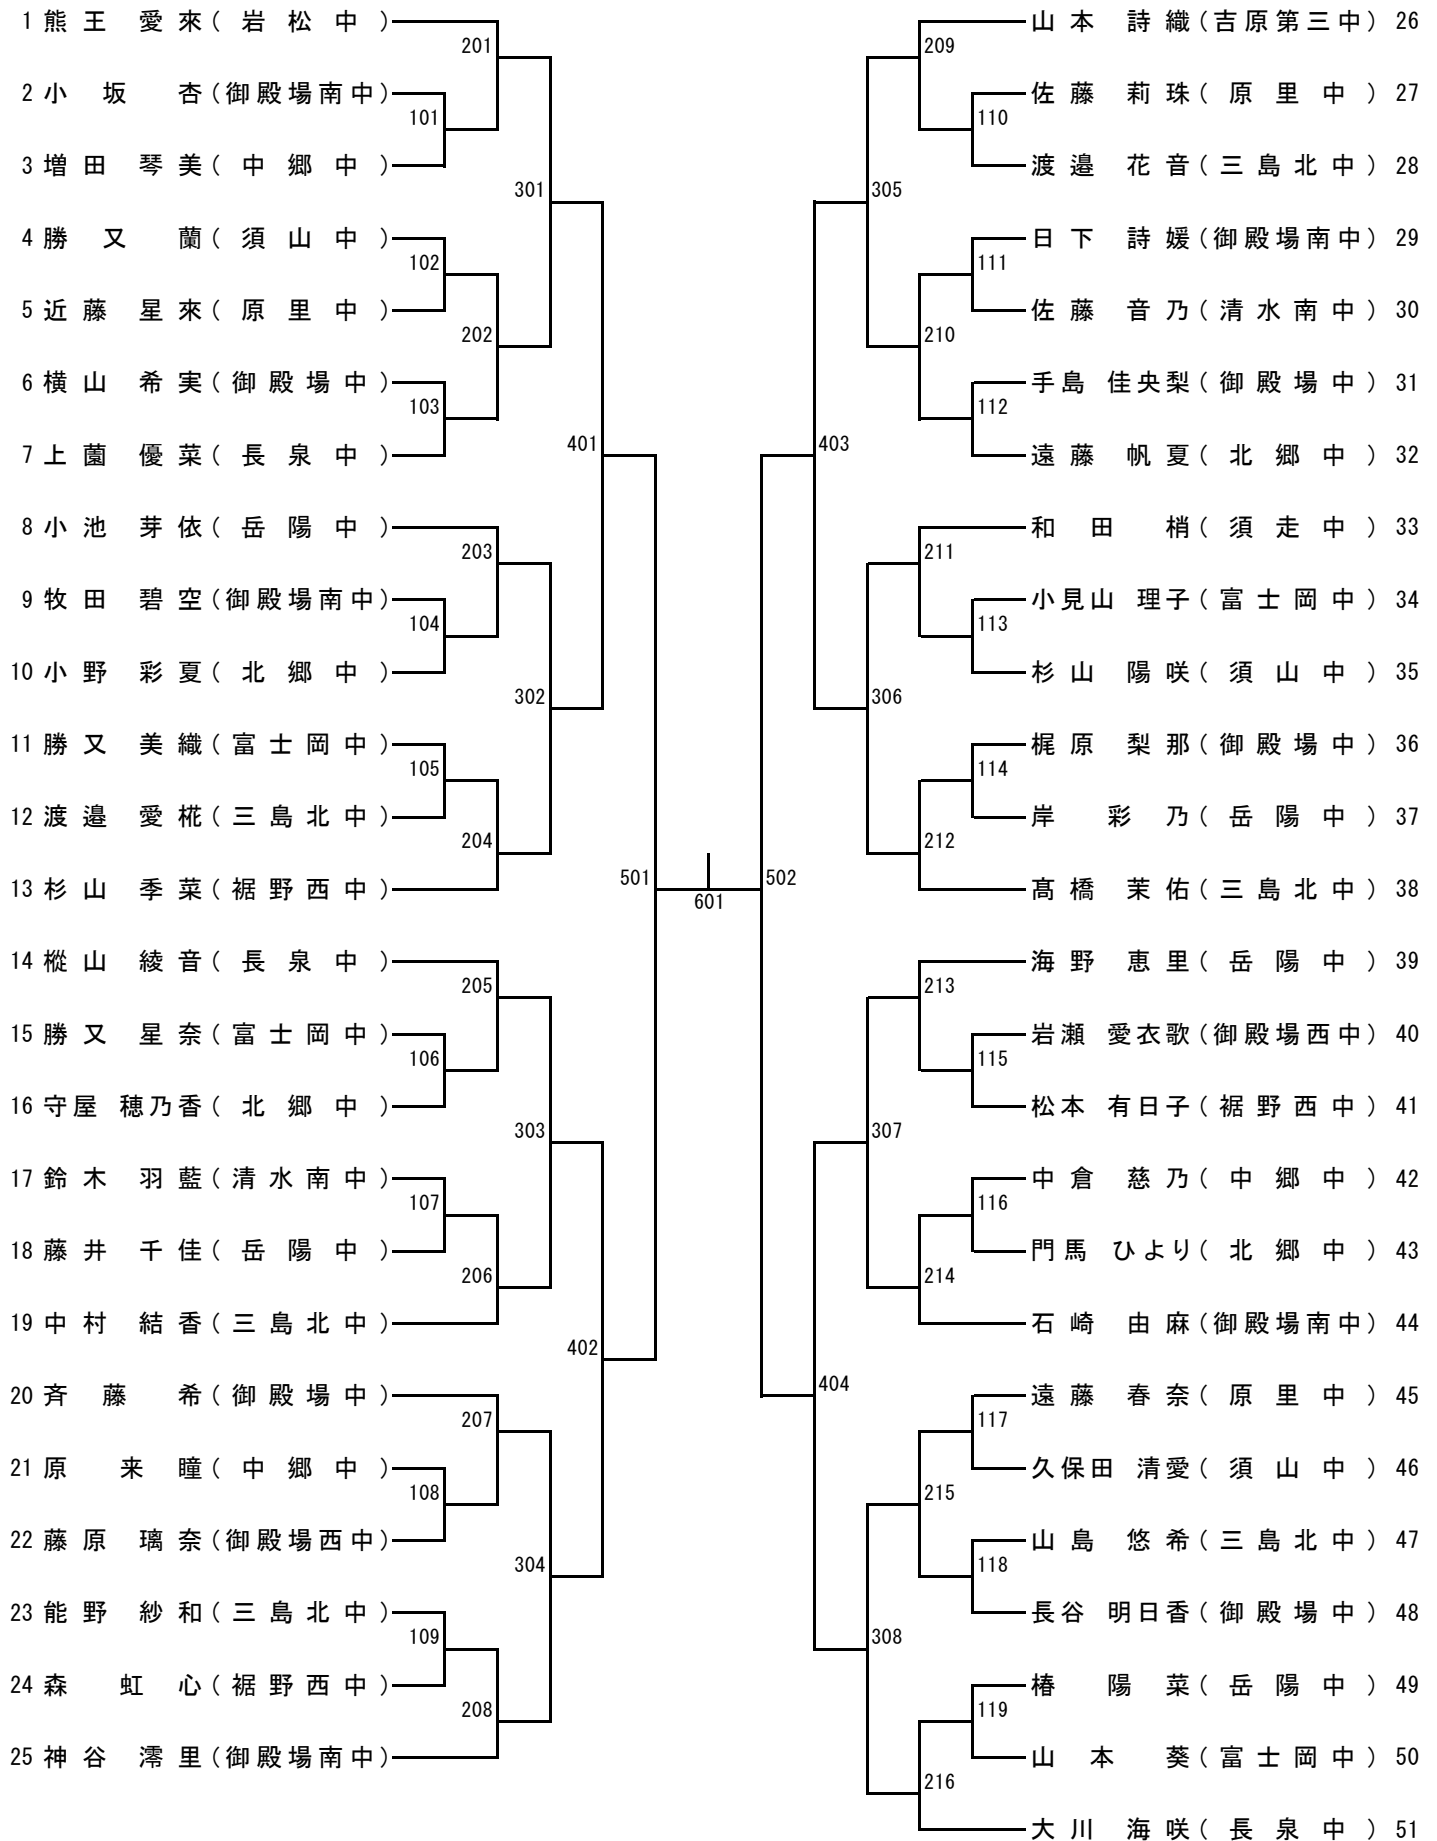 1 熊王 愛來(岩松中)
201
2 小坂 杏(御殿場南中)
101
3 増田 琴美(中郷中)
301
4 勝又 蘭(須山中)
102
5 近藤 星來(原里中)
202
6 横山 希実(御殿場中)
103
7 上薗 優菜(長泉中)
401
8 小池 芽依(岳陽中)
203
9 牧田 碧空(御殿場南中)
104
10 小野 彩夏(北郷中)
302
11 勝又 美織(富士岡中)
105
12 渡邉 愛椛(三島北中)
204
13 杉山 季菜(裾野西中)
501
14 樅山 綾音(長泉中)
205
15 勝又 星奈(富士岡中)
106
16 守屋 穂乃香(北郷中)
303
17 鈴木 羽藍(清水南中)
107
18 藤井 千佳(岳陽中)
206
19 中村 結香(三島北中)
402
20 斉藤 希(御殿場中)
207
21 原 来瞳(中郷中)
108
22 藤原 璃奈(御殿場西中)
304
23 能野 紗和(三島北中)
109
24 森 虹心(裾野西中)
208
25 神谷 澪里(御殿場南中)
601
山本 詩織(吉原第三中) 26
209
佐藤 莉珠(原里中) 27
110
渡邉 花音(三島北中) 28
305
日下 詩媛(御殿場南中) 29
111
佐藤 音乃(清水南中) 30
210
手島 佳央梨(御殿場中) 31
112
遠藤 帆夏(北郷中) 32
403
和田 梢(須走中) 33
211
小見山 理子(富士岡中) 34
113
杉山 陽咲(須山中) 35
306
梶原 梨那(御殿場中) 36
114
岸 彩乃(岳陽中) 37
212
髙橋 茉佑(三島北中) 38
502
海野 恵里(岳陽中) 39
213
岩瀬 愛衣歌(御殿場西中) 40
115
松本 有日子(裾野西中) 41
307
中倉 慈乃(中郷中) 42
116
門馬 ひより(北郷中) 43
214
石崎 由麻(御殿場南中) 44
404
遠藤 春奈(原里中) 45
117
久保田 清愛(須山中) 46
215
山島 悠希(三島北中) 47
118
長谷 明日香(御殿場中) 48
308
椿 陽菜(岳陽中) 49
119
山本 葵(富士岡中) 50
216
大川 海咲(長泉中) 51